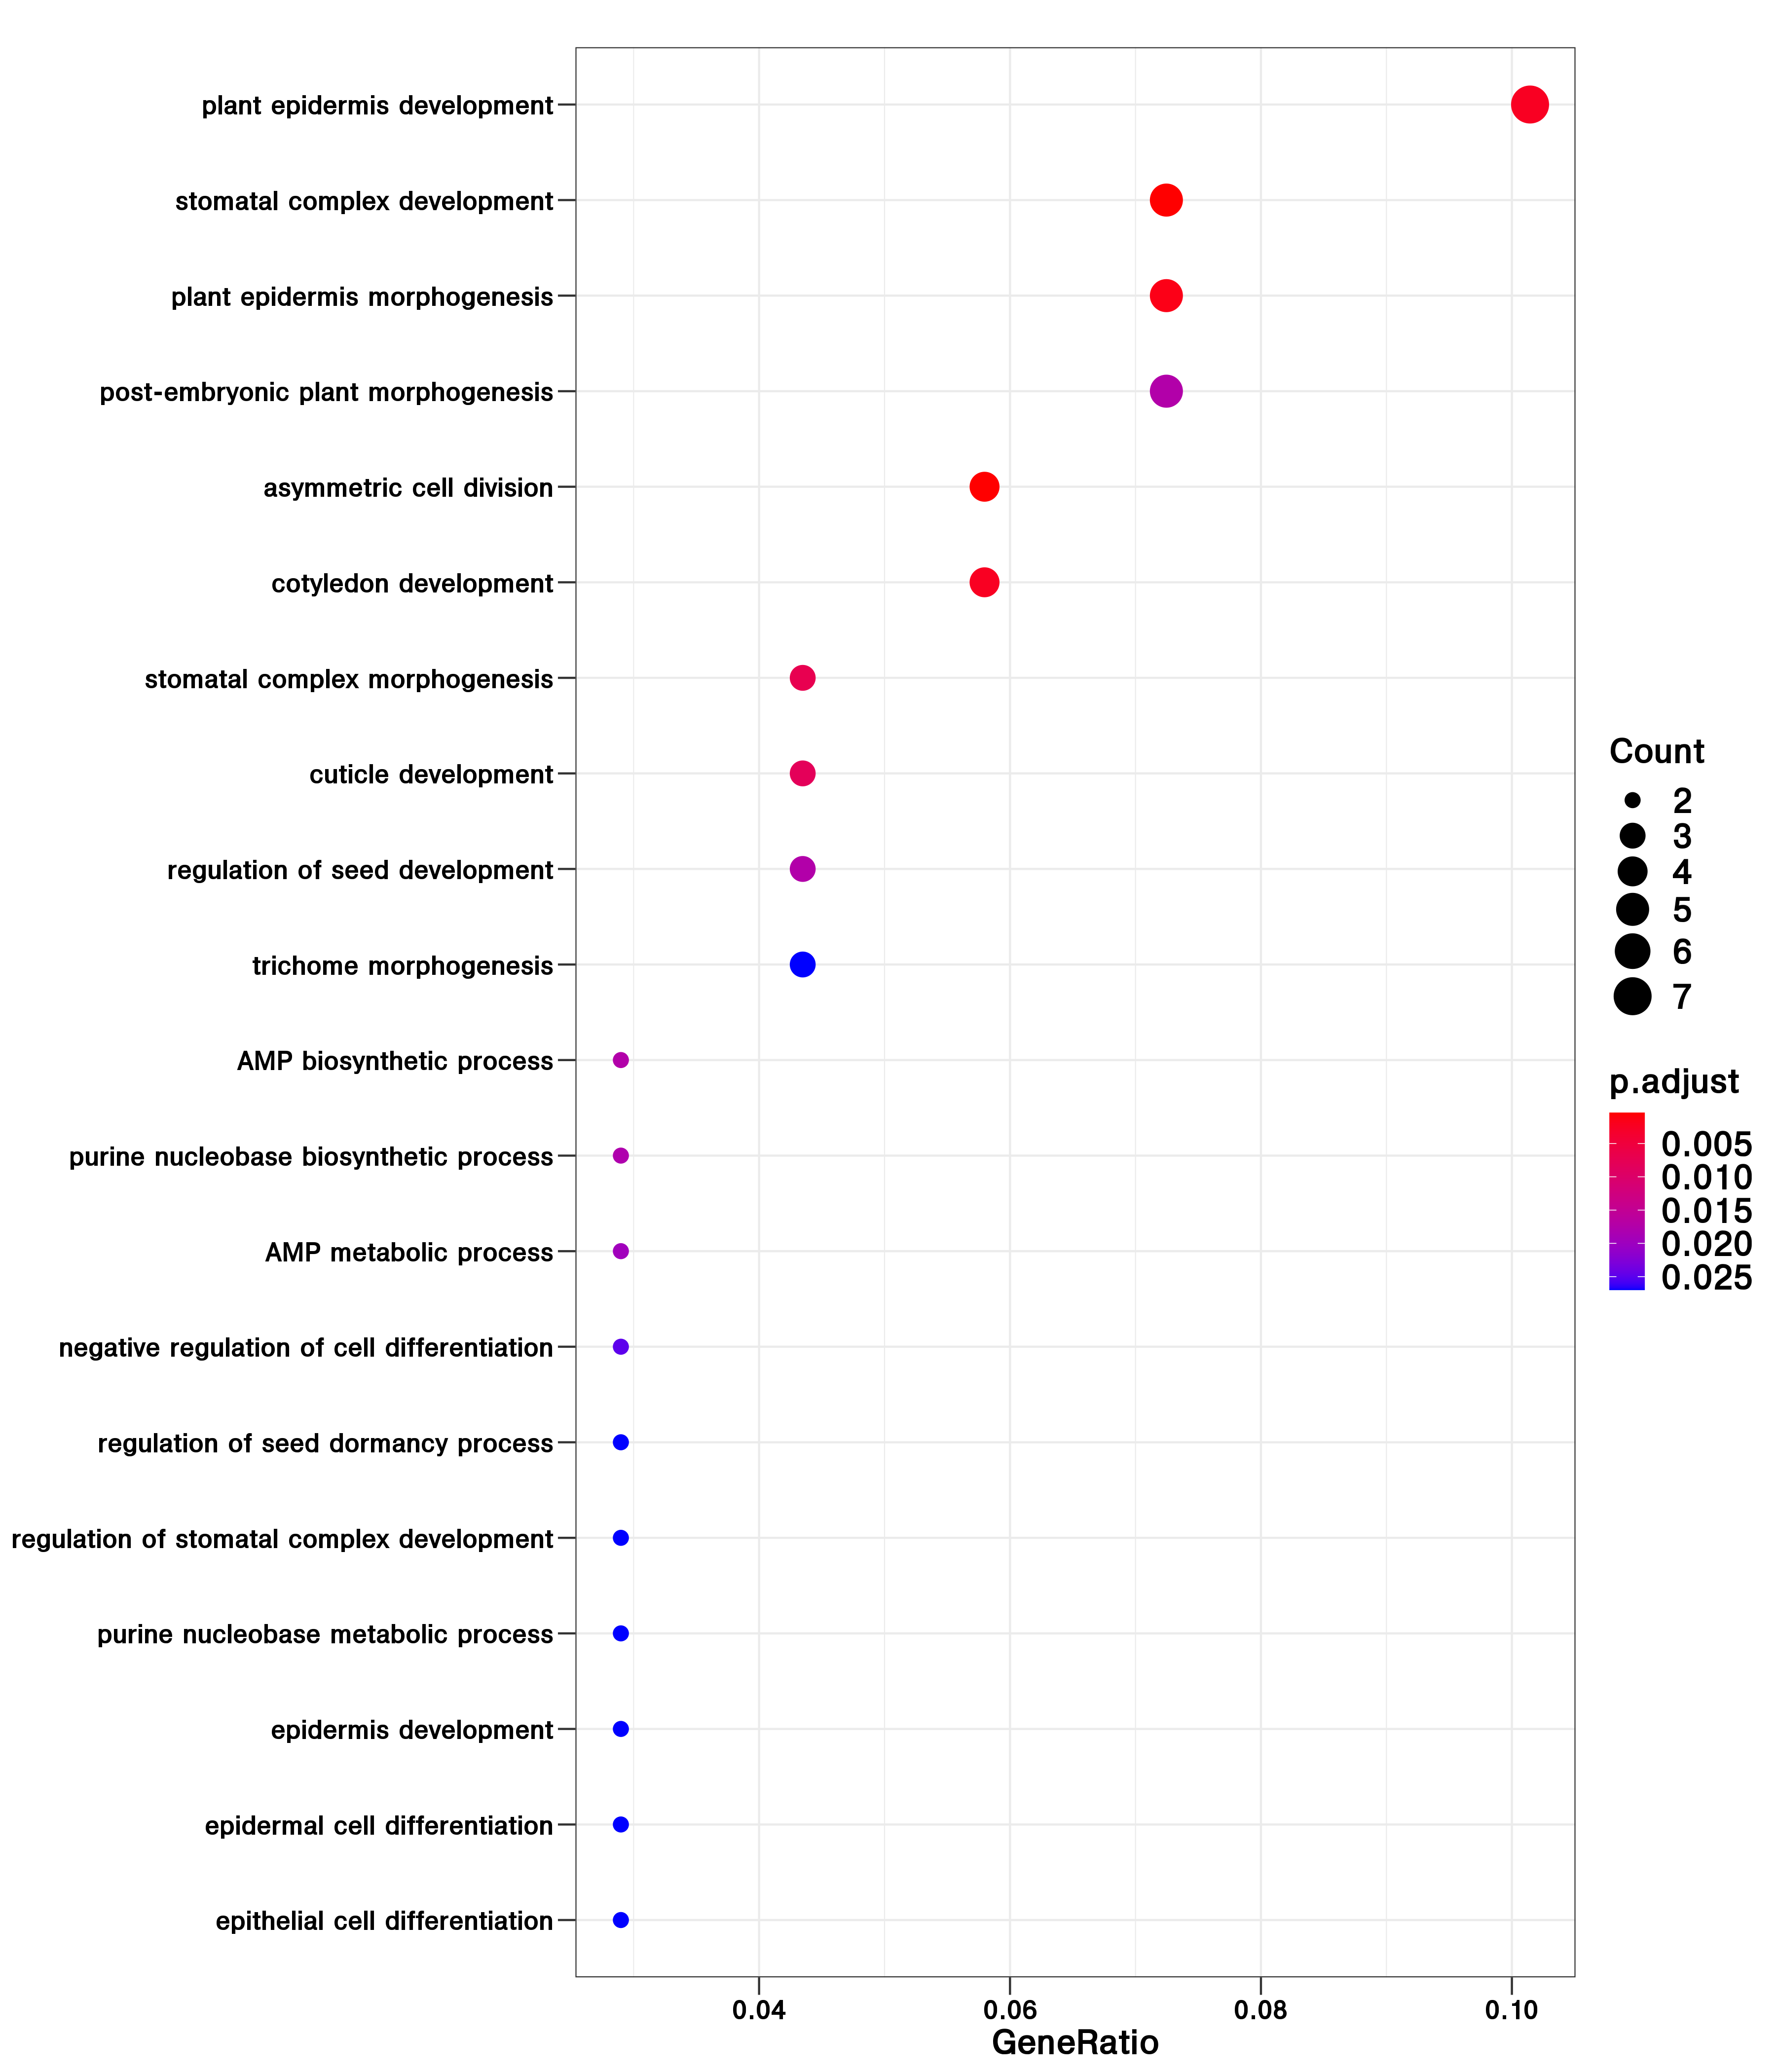 plant epidermis development
stomatal complex development
plant epidermis morphogenesis
post-embryonic plant morphogenesis
asymmetric cell division
cotyledon development
stomatal complex morphogenesis
cuticle development
regulation of seed development
trichome morphogenesis
AMP biosynthetic process
purine nucleobase biosynthetic process
AMP metabolic process
negative regulation of cell differentiation
regulation of seed dormancy process
regulation of stomatal complex development
purine nucleobase metabolic process
epidermis development
epidermal cell differentiation
epithelial cell differentiation
0.04 0.06 0.08 0.10
GeneRatio
Count
2
3
4
5
6
7
p.adjust
0.005
0.010
0.015
0.020
0.025